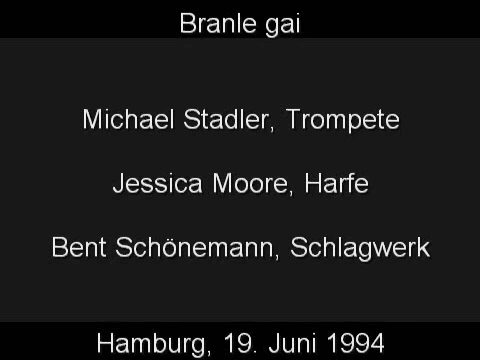 Branle gai
Michael Stadler, Trompete
Jessica Moore, Harfe
Bent Schönemann, Schlagwerk
Hamburg, 19. Juni 1994